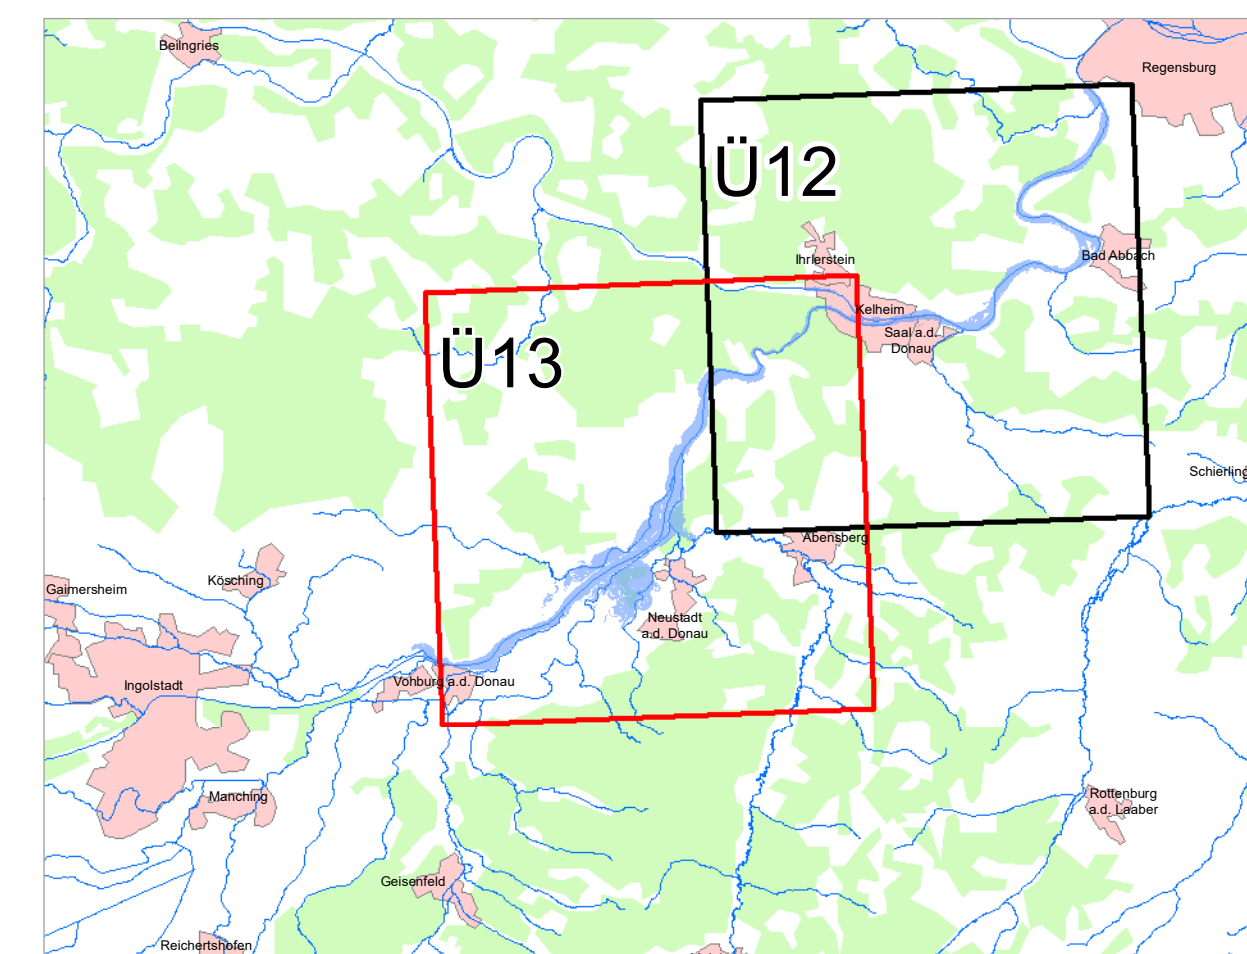 Beilngries
Regensburg
Ü12
Bad Abbach
Ihrlerstein
Kelheim
Saal a.d.
Donau
Ü13
Schierling
Abensberg
Kösching
Gaimersheim
Neustadt
a.d. Donau
Ingolstadt
Vohburg a.d. Donau
Manching
Rottenburg
a.d. Laaber
Geisenfeld
Reichertshofen